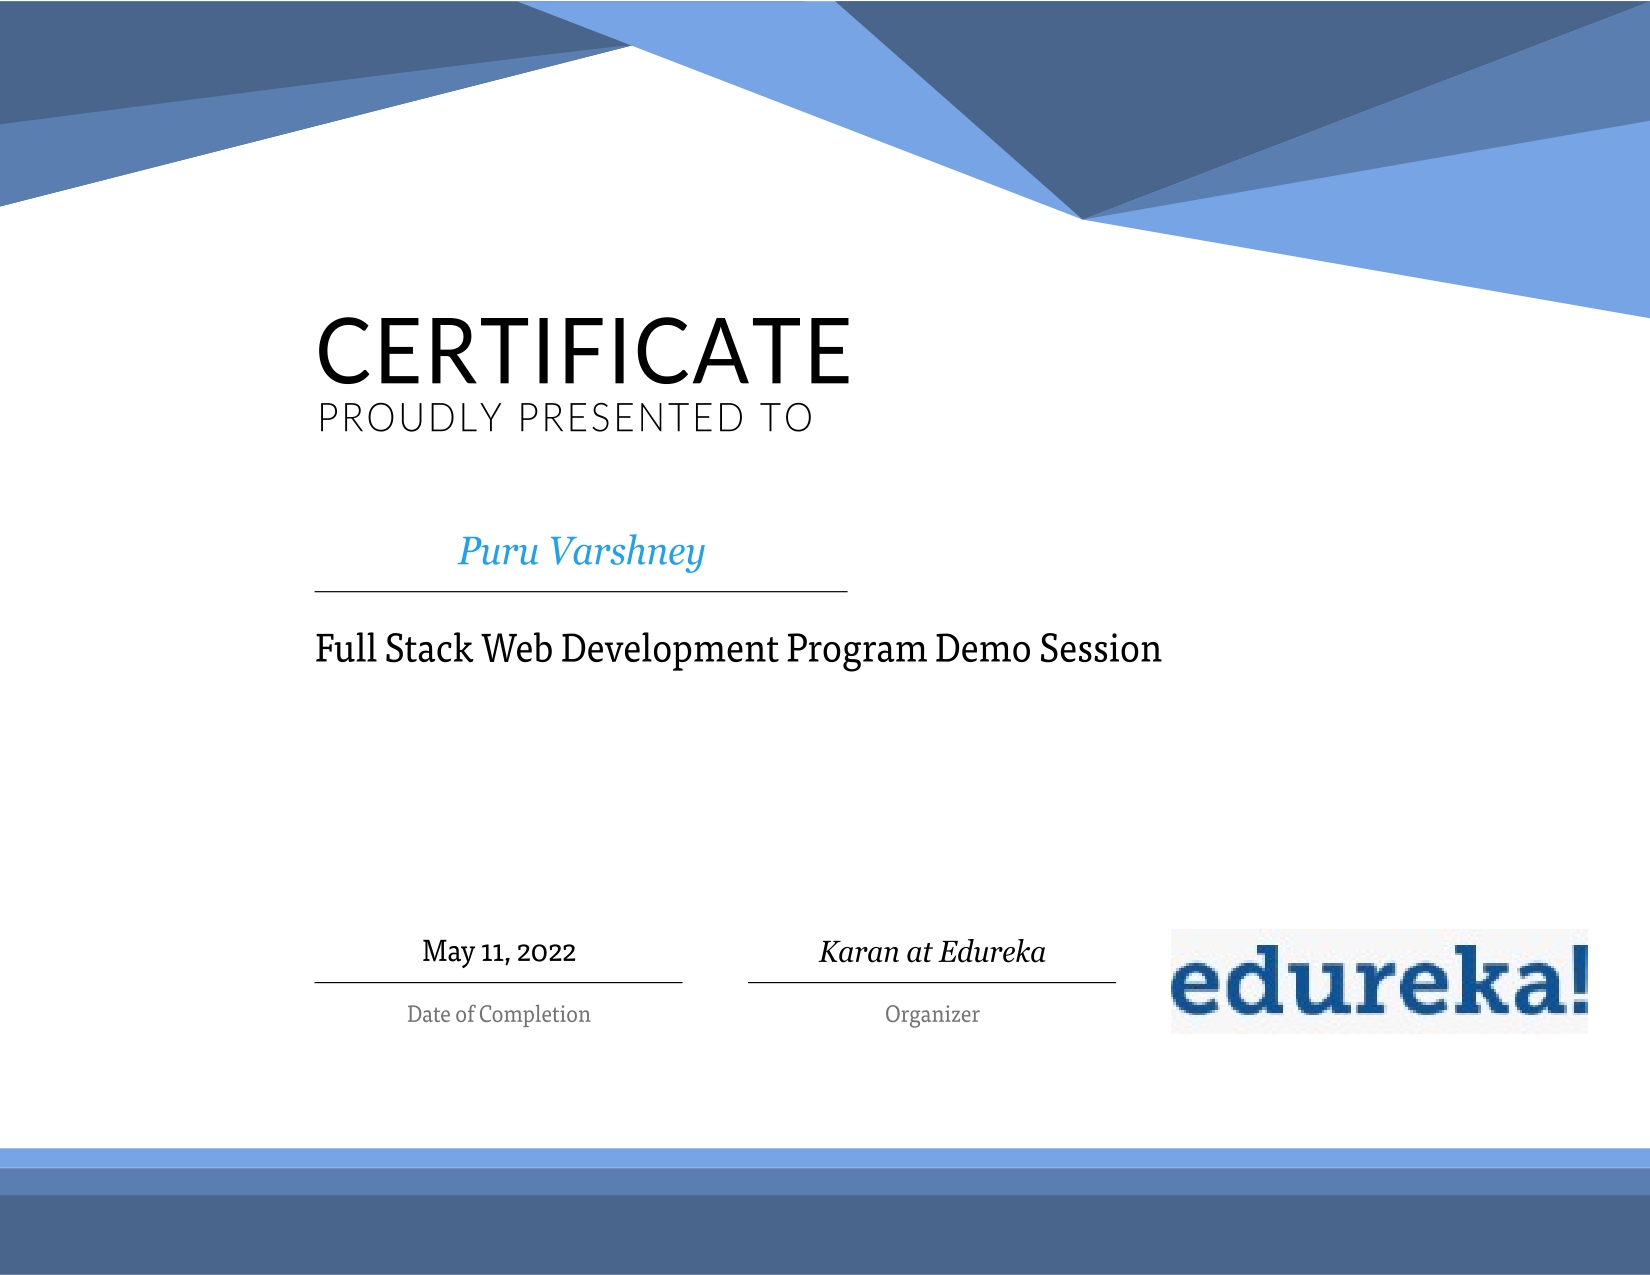 CERTIFICATE
PROUDLY PRESENTED TO
Puru Varshney
Full Stack Web Development Program Demo Session
May 11, 2022
Date of Completion
Karan at Edureka
Organizer
edureka!